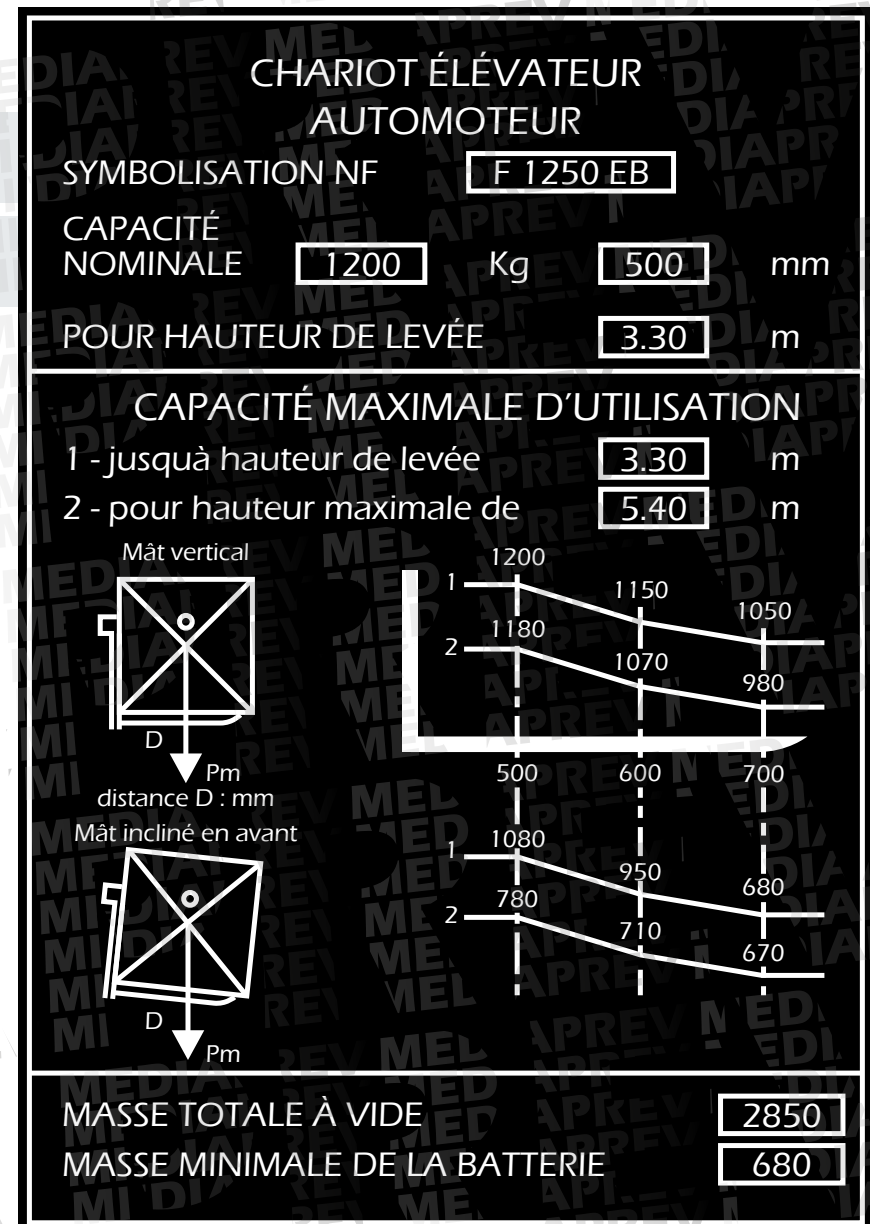 CHARIOT ÉLÉVATEUR
AUTOMOTEUR
SYMBOLISATION NF F 1250 EB
CAPACITÉ
NOMINALE 1200 Kg 500 mm
POUR HAUTEUR DE LEVÉE 3.30 m
CAPACITÉ MAXIMALE D'UTILISATION
1 - jusquà hauteur de levée 3.30 m
2 - pour hauteur maximale de 5.40 m
Mât vertical
D
Pm
distance D : mm
1200
1 1150
1050
1180
2 1070
980
500 600 700
Mât incliné en avant
D
Pm
1080
1 950
680
780
2 710
670
MASSE TOTALE À VIDE 2850
MASSE MINIMALE DE LA BATTERIE 680